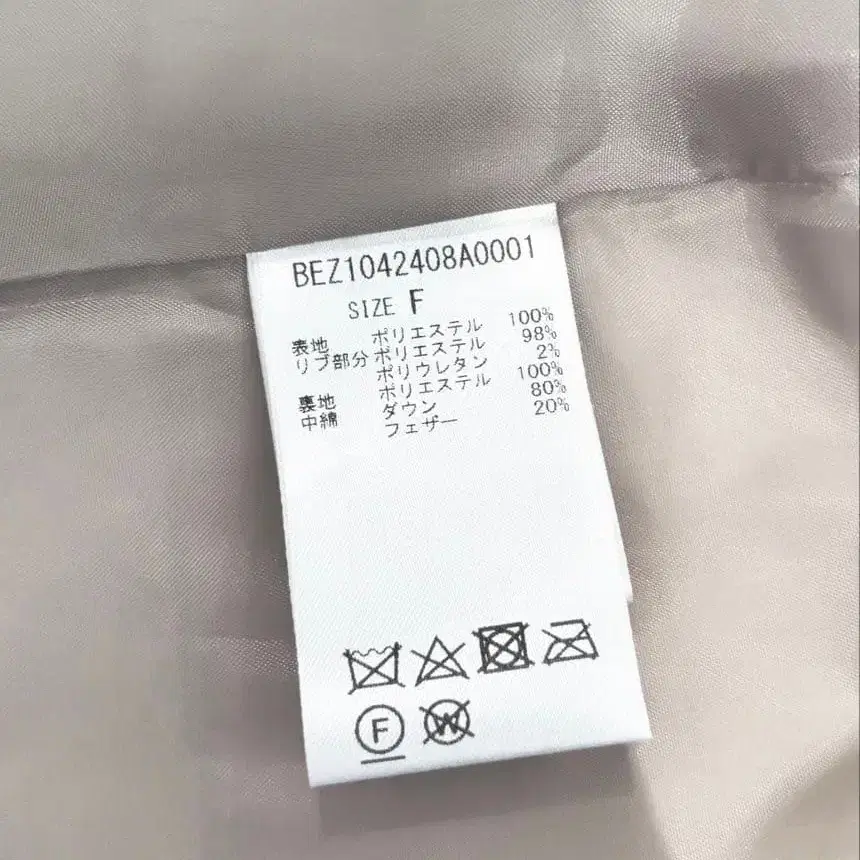 BEZ1042408A0001
SIZE F
表地 ポリエステル 100%
リブ部分 ポリエステル 98%
ポリウレタン 2%
裏地 ポリエステル 100%
中綿 ダウン 80%
フェザー 20%
F W